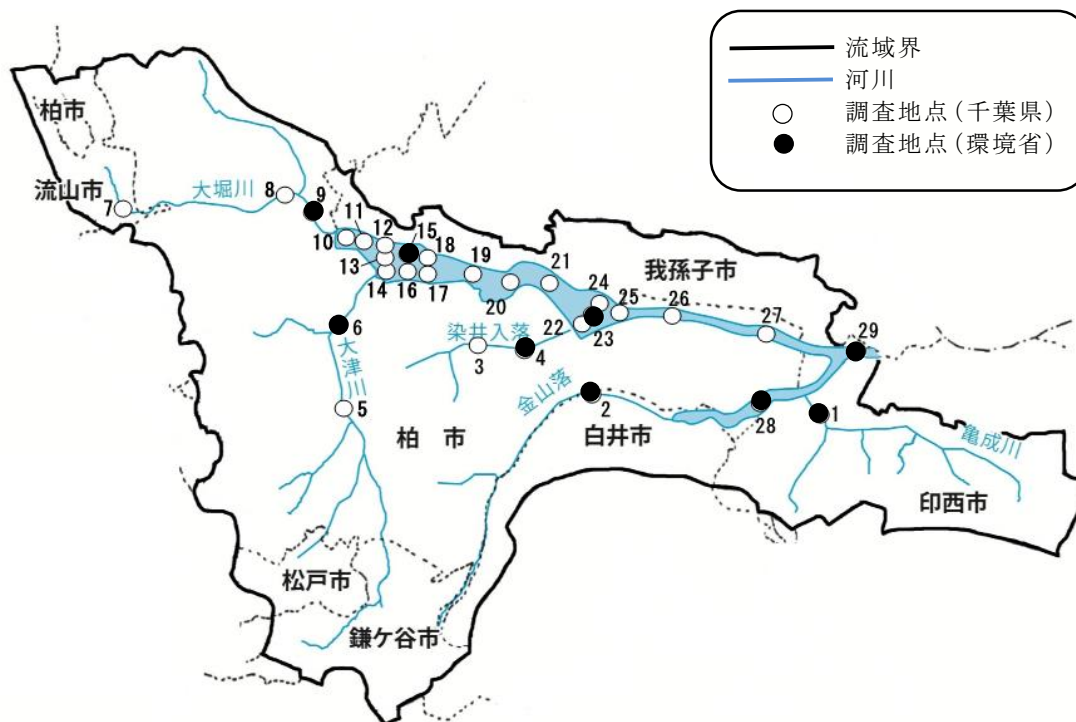 流域界
河川
調査地点(千葉県)
調査地点(環境省)
柏市
流山市
7
大堀川
8
9
10
11
12
13
14
15
16
17
18
19
20
21
22
23
24
25
26
27
28
29
我孫子市
染井入落
3
4
6
大津川
5
金山落
2
柏 市
白井市
1
亀成川
印西市
松戸市
鎌ケ谷市